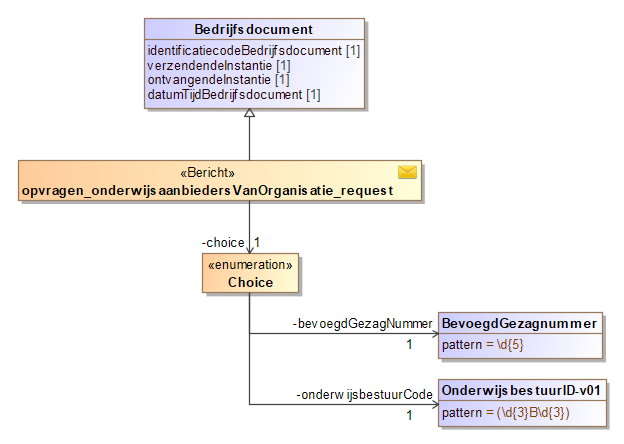 Bedrijfsdocument
identificatiecodeBedrijfsdocument [1]
verzendendeInstantie [1]
ontvangendeInstantie [1]
datumTijdBedrijfsdocument [1]
«Bericht»
opvragen_onderwijsaanbiedersVanOrganisatie_request
-choice 1
«enumeration»
Choice
-bevoegdGezagNummer
1
BevoegdGezagnummer
pattern = \d{5}
-onderwijsbestuurCode
1
OnderwijsbestuurID-v01
pattern = (\d{3}B\d{3})